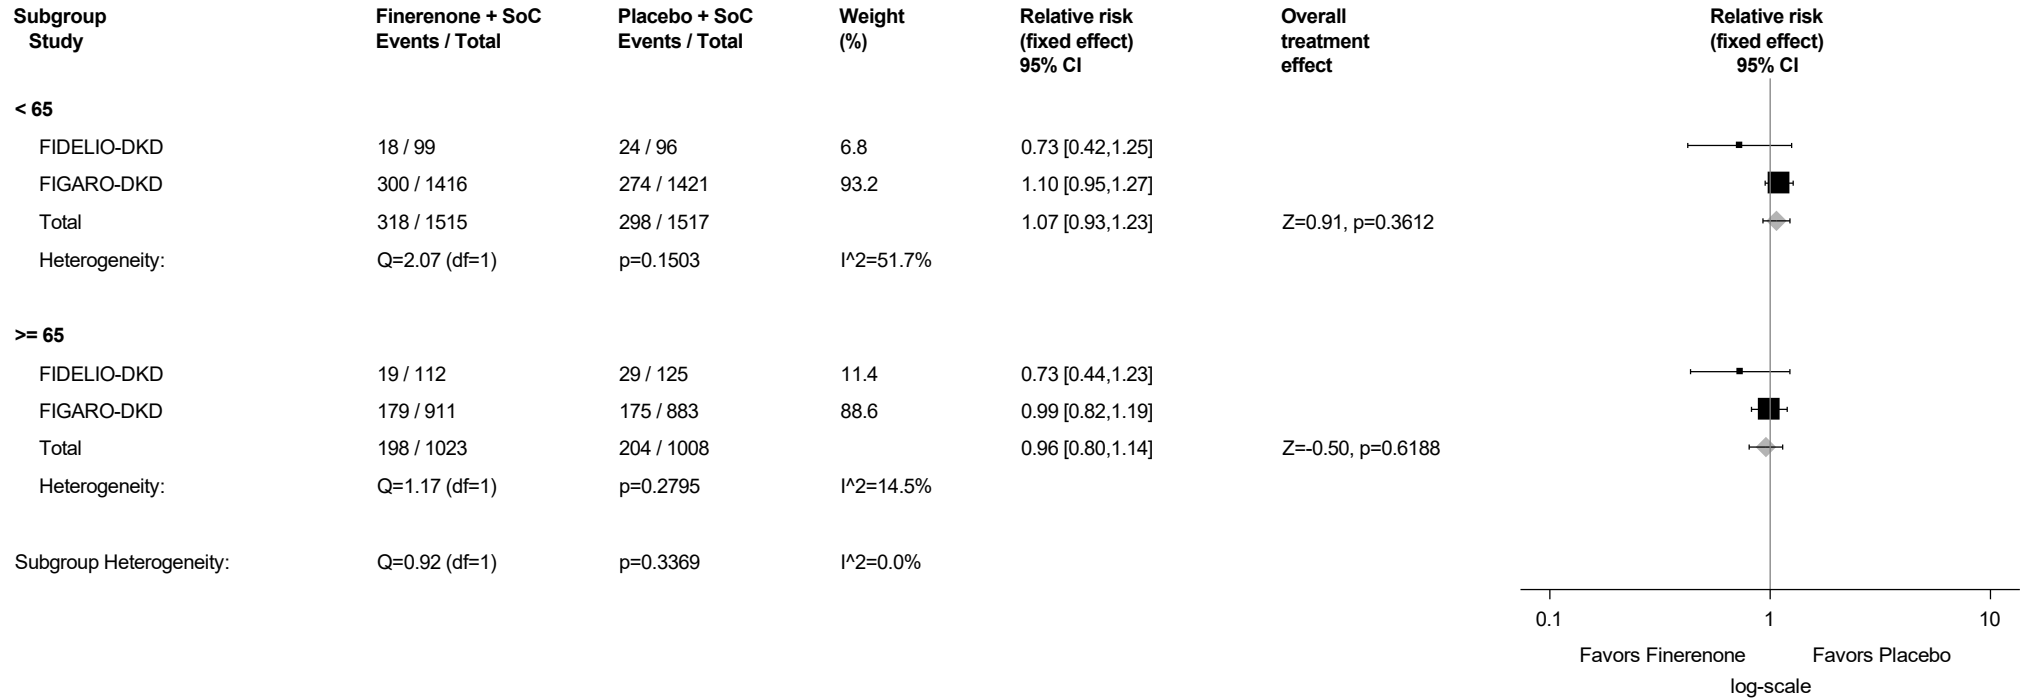 Subgroup Finerenone + SoC Placebo + SoC Weight Relative risk Overall Relative risk
Study Events / Total Events / Total (%) (fixed effect) treatment (fixed effect)
95% CI effect 95% CI
< 65
FIDELIO-DKD 18 / 99 24 / 96 6.8 0.73 [0.42,1.25]
FIGARO-DKD 300 / 1416 274 / 1421 93.2 1.10 [0.95,1.27]
Total 318 / 1515 298 / 1517 1.07 [0.93,1.23] Z=0.91, p=0.3612
Heterogeneity: Q=2.07 (df=1) p=0.1503 I^2=51.7%
>= 65
FIDELIO-DKD 19 / 112 29 / 125 11.4 0.73 [0.44,1.23]
FIGARO-DKD 179 / 911 175 / 883 88.6 0.99 [0.82,1.19]
Total 198 / 1023 204 / 1008 0.96 [0.80,1.14] Z=-0.50, p=0.6188
Heterogeneity: Q=1.17 (df=1) p=0.2795 I^2=14.5%
Subgroup Heterogeneity: Q=0.92 (df=1) p=0.3369 I^2=0.0%
0.1 1 10
Favors Finerenone Favors Placebo
log-scale